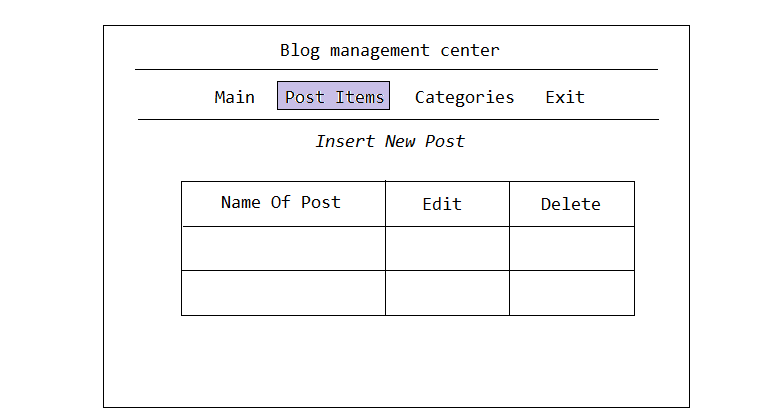 Blog management center
Main Post Items Categories Exit
Insert New Post
Name Of Post Edit Delete